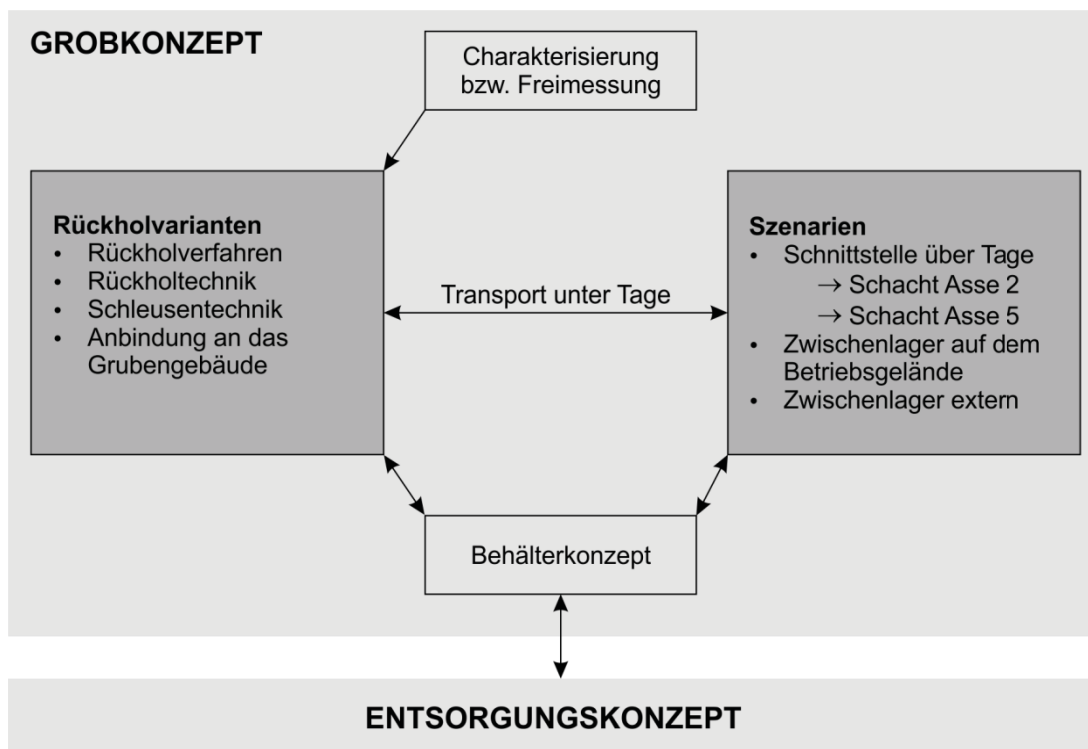 GROBKONZEPT
Charakterisierung
bzw. Freimessung
Rückholvarianten
• Rückholverfahren
• Rückholtechnik
• Schleusentechnik
• Anbindung an das
Grubengebäude
Transport unter Tage
Szenarien
• Schnittstelle über Tage
→ Schacht Asse 2
→ Schacht Asse 5
• Zwischenlager auf dem
Betriebsgelände
• Zwischenlager extern
Behälterkonzept
ENTSORGUNGSKONZEPT